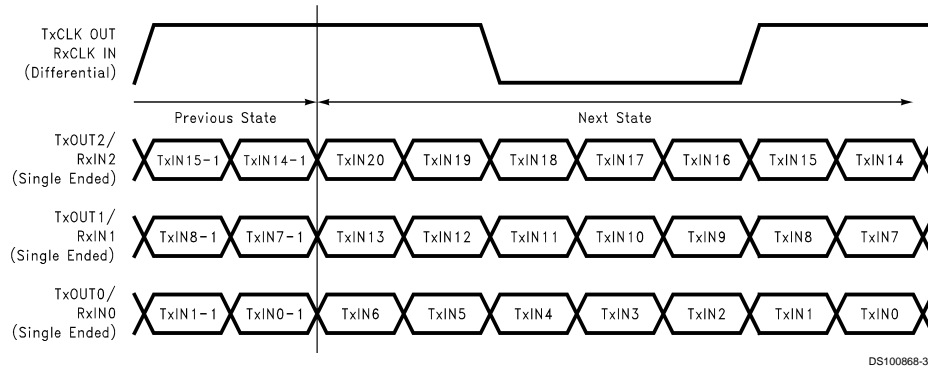 TxCLK OUT
RxCLK IN
(Differential)
Previous State
Next State
TxOUT2/
RxIN2
(Single Ended)
TxIN15-1 TxIN14-1 TxIN20 TxIN19 TxIN18 TxIN17 TxIN16 TxIN15 TxIN14
TxOUT1/
RxIN1
(Single Ended)
TxIN8-1 TxIN7-1 TxIN13 TxIN12 TxIN11 TxIN10 TxIN9 TxIN8 TxIN7
TxOUT0/
RxIN0
(Single Ended)
TxIN1-1 TxIN0-1 TxIN6 TxIN5 TxIN4 TxIN3 TxIN2 TxIN1 TxIN0
DS100868-3